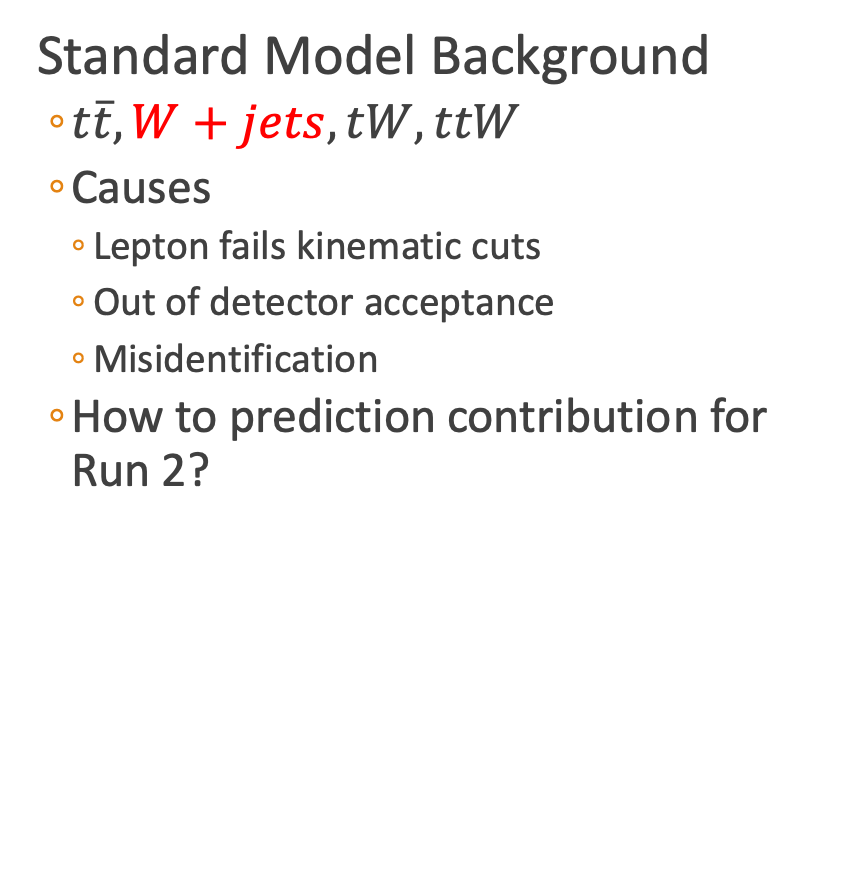 Standard Model Background
◦ 𝑡𝑡̄, 𝑊 + 𝑗𝑒𝑡𝑠, 𝑡𝑊, 𝑡𝑡𝑊
◦ Causes
◦ Lepton fails kinematic cuts
◦ Out of detector acceptance
◦ Misidentification
◦ How to prediction contribution for
Run 2?